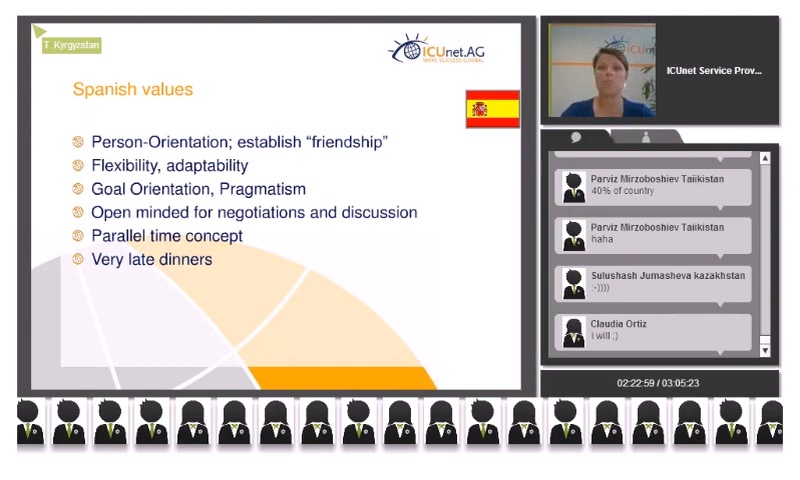 T. Kyrgyzstan
ICUnet.AG
MAKE SUCCESS GLOBAL.
Spanish values
Person-Orientation; establish “friendship”
Flexibility, adaptability
Goal Orientation, Pragmatism
Open minded for negotiations and discussion
Parallel time concept
Very late dinners
ICUnet Service Prov...
Parviz Mirzoboshiev Taiikistan
40% of country
Parviz Mirzoboshiev Taiikistan
haha
Sulushash Jumasheva kazakhstan
:-))))
Claudia Ortiz
i will ;)
02:22:59 / 03:05:23